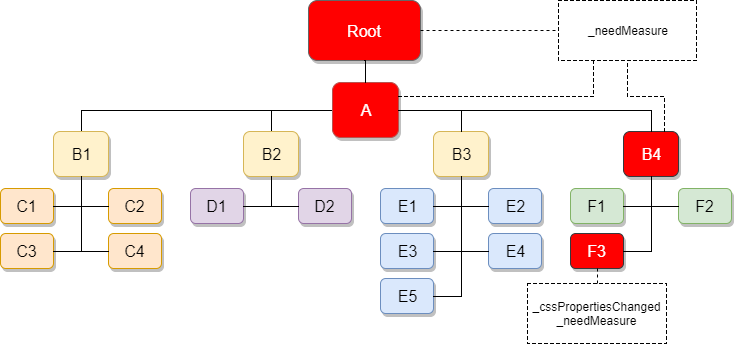 Root
_needMeasure
A
B1
B2
B3
B4
C1
C2
D1
D2
E1
E2
F1
F2
C3
C4
E3
E4
F3
E5
_cssPropertiesChanged
_needMeasure